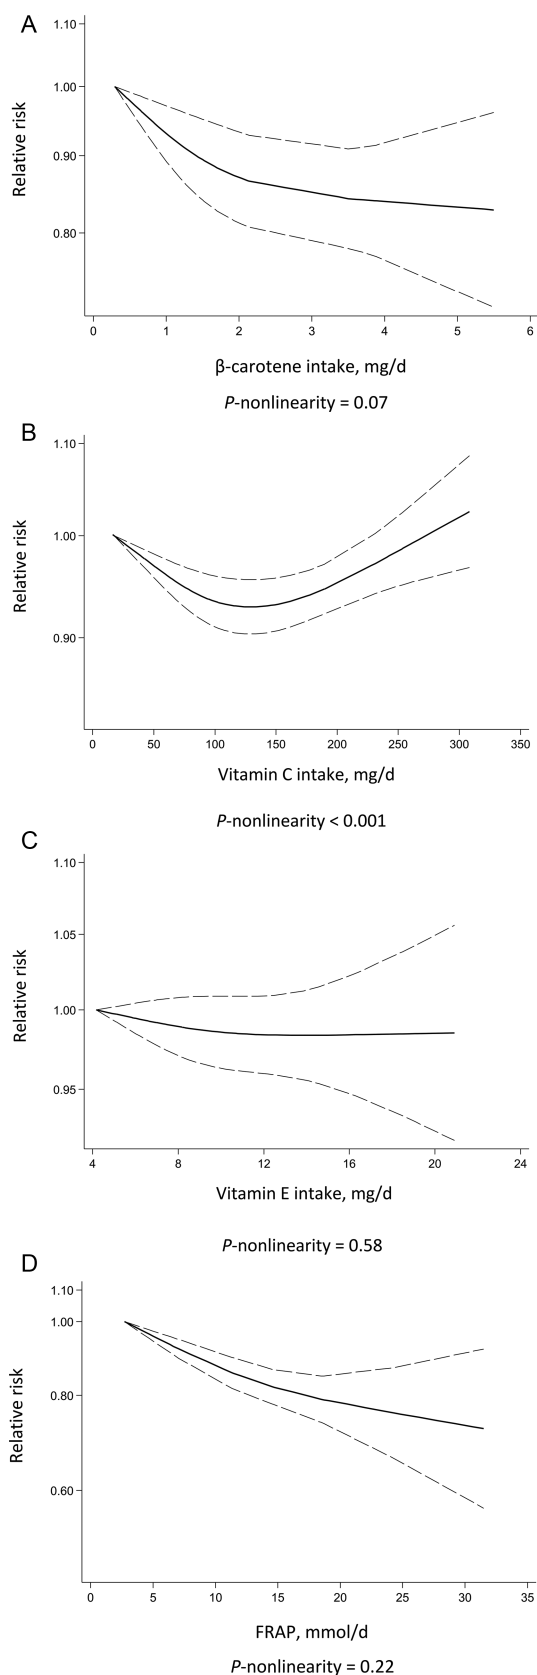 A
1.10
1.00
0.90
0.80
Relative risk
0 1 2 3 4 5 6
β-carotene intake, mg/d
P-nonlinearity = 0.07
B
1.10
1.00
0.90
Relative risk
0 50 100 150 200 250 300 350
Vitamin C intake, mg/d
P-nonlinearity < 0.001
C
1.10
1.05
1.00
0.95
Relative risk
4 8 12 16 20 24
Vitamin E intake, mg/d
P-nonlinearity = 0.58
D
1.10
1.00
0.80
0.60
Relative risk
0 5 10 15 20 25 30 35
FRAP, mmol/d
P-nonlinearity = 0.22